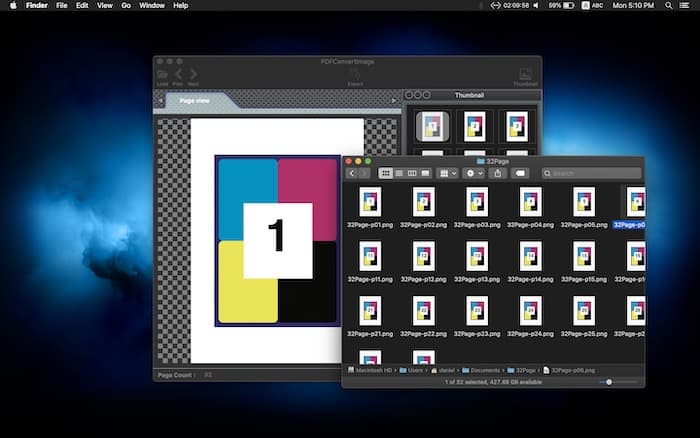 Finder File Edit View Go Window Help
02:09:58 59% A ABC Mon 5:10 PM
PDFConvertImage
Load Prev Next Export Thumbnail
Page view
Thumbnail
1
32Page
Search
32Page-p01.png 32Page-p02.png 32Page-p03.png 32Page-p04.png 32Page-p05.png 32Page-p0
32Page-p11.png 32Page-p12.png 32Page-p13.png 32Page-p14.png 32Page-p15.png 32Page-p1
32Page-p21.png 32Page-p22.png 32Page-p23.png 32Page-p24.png 32Page-p25.png 32Page-p2
Macintosh HD Users daniel Documents 32Page 32Page-p06.png
1 of 32 selected, 427.69 GB available
Page Count : 32